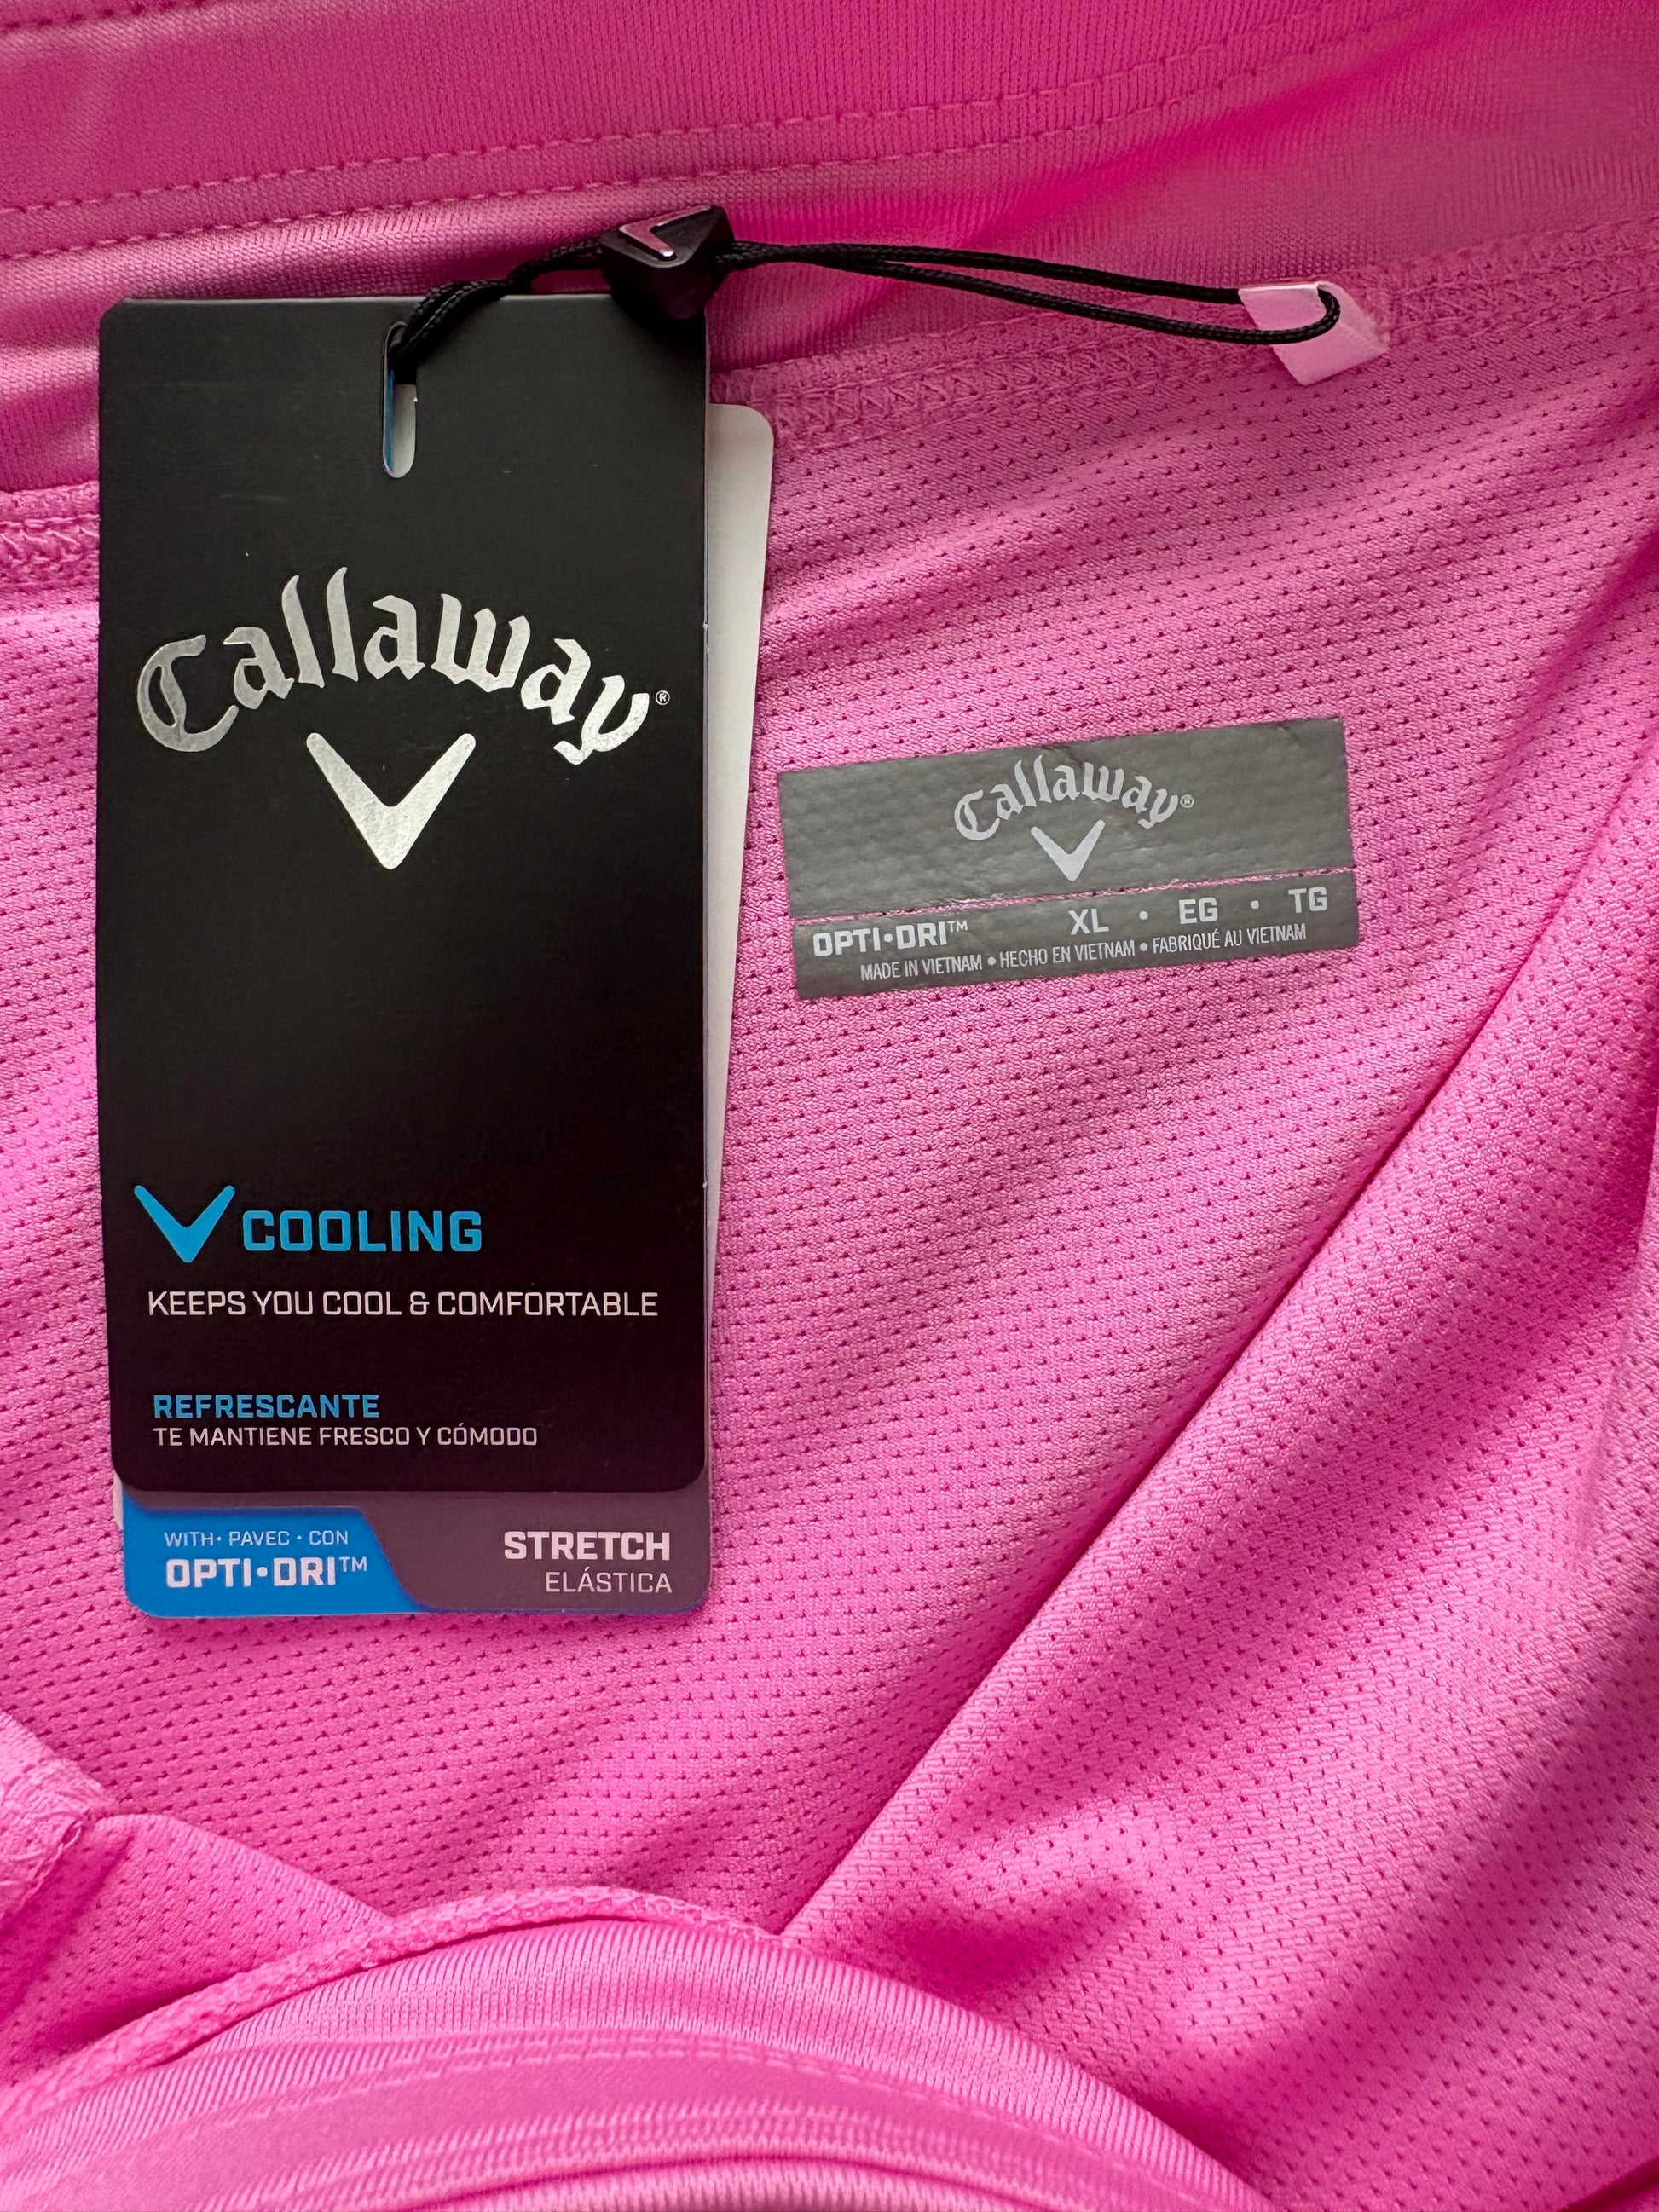 Callaway®
COOLING
KEEPS YOU COOL & COMFORTABLE
REFRESCANTE
TE MANTIENE FRESCO Y CÓMODO
WITH • PAVEC • CON
OPTI•DRI™
STRETCH
ELÁSTICA
Callaway®
OPTI•DRI™ XL • EG • TG
MADE IN VIETNAM • HECHO EN VIETNAM • FABRIQUÉ AU VIETNAM